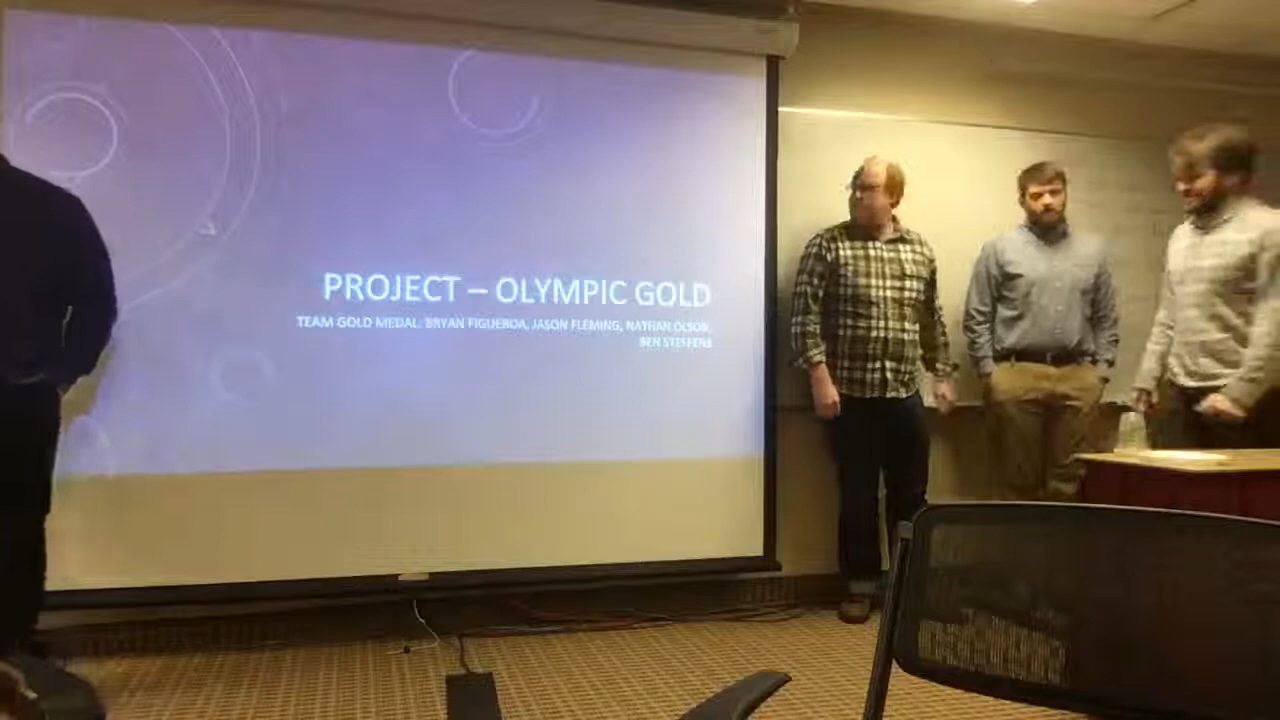 PROJECT – OLYMPIC GOLD
TEAM GOLD MEDAL: BRYAN FIGUEROA, JASON FLEMING, NATHAN OLSON,
BEN STEFFENS